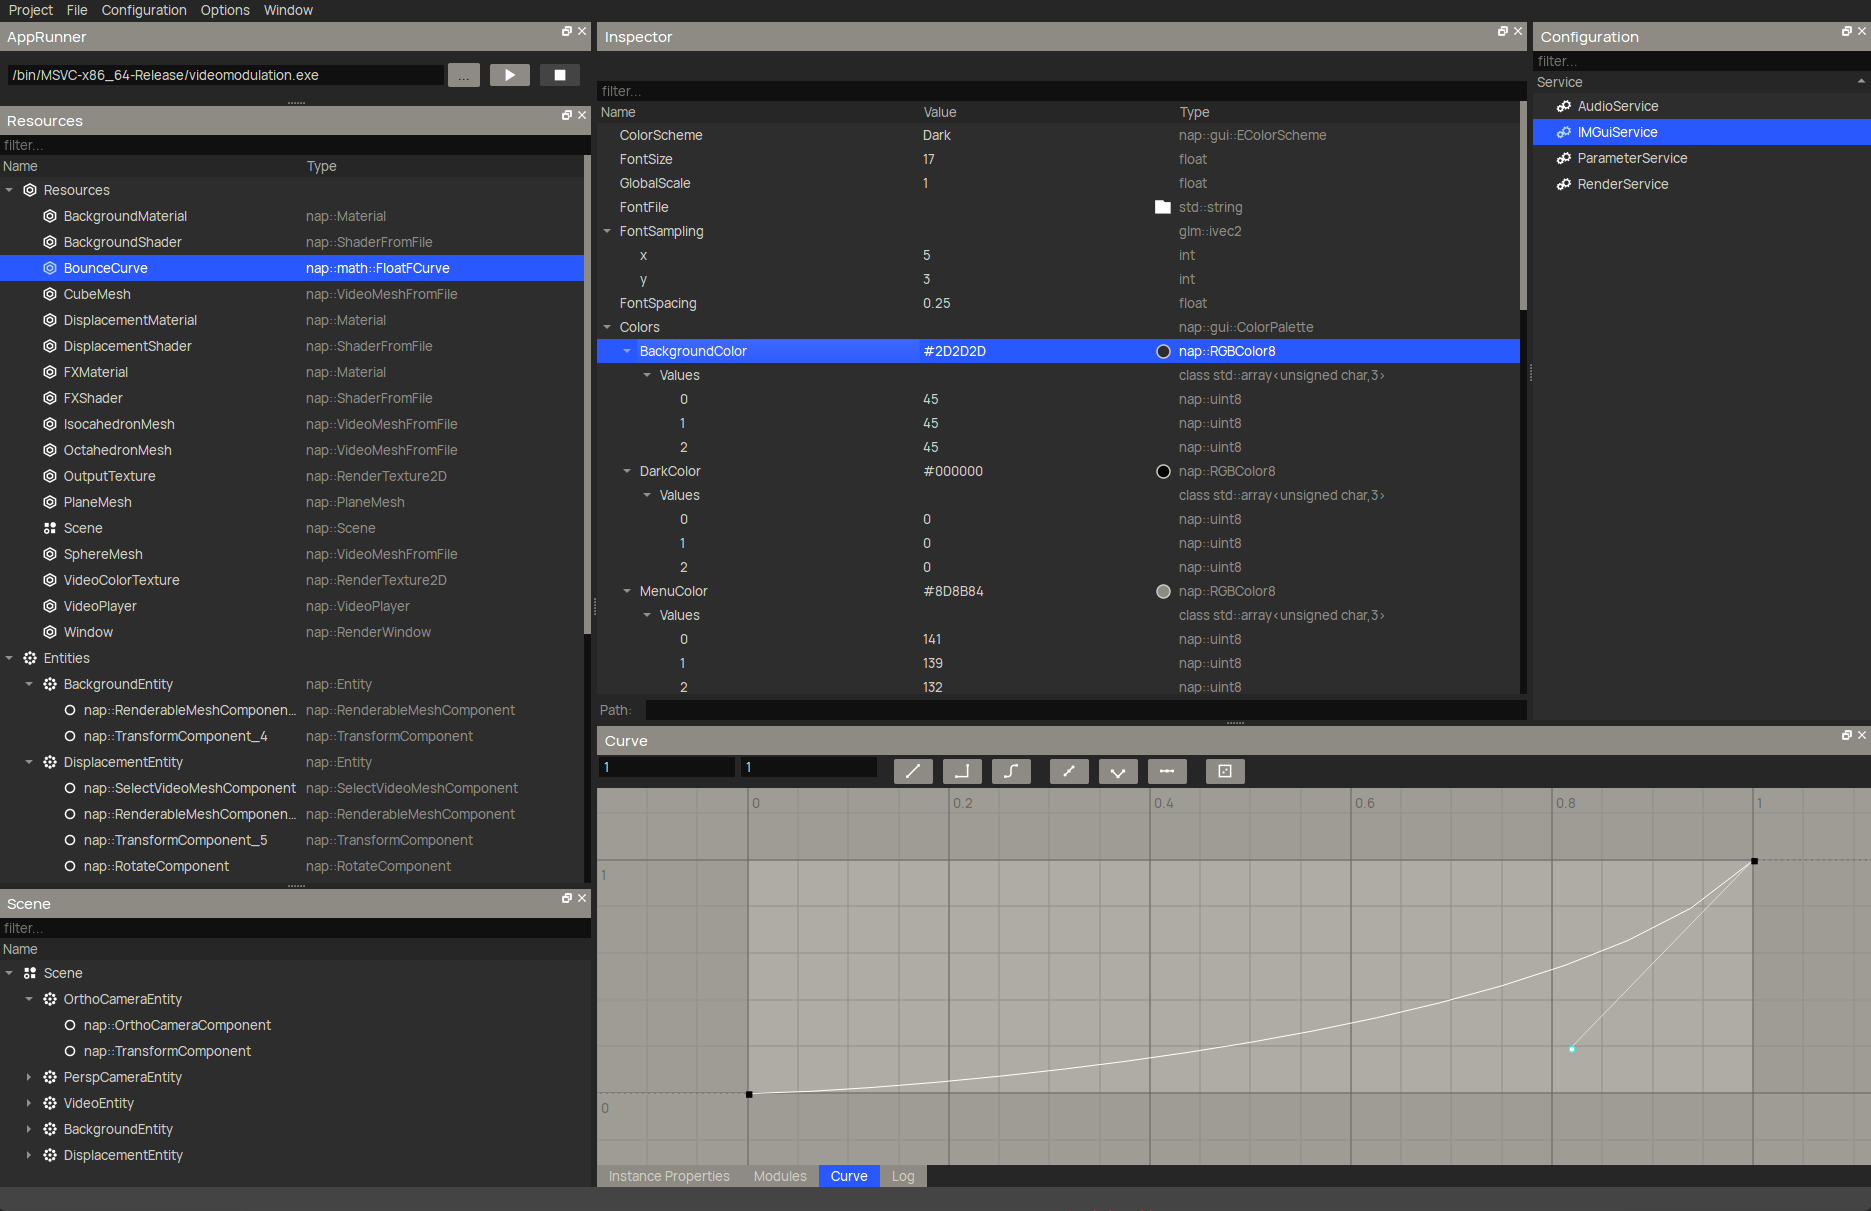 Project File Configuration Options Window
AppRunner
/bin/MSVC-x86_64-Release/videomodulation.exe ...
Resources
filter...
Name Type
Resources
BackgroundMaterial nap::Material
BackgroundShader nap::ShaderFromFile
BounceCurve nap::math::FloatFCurve
CubeMesh nap::VideoMeshFromFile
DisplacementMaterial nap::Material
DisplacementShader nap::ShaderFromFile
FXMaterial nap::Material
FXShader nap::ShaderFromFile
IsocahedronMesh nap::VideoMeshFromFile
OctahedronMesh nap::VideoMeshFromFile
OutputTexture nap::RenderTexture2D
PlaneMesh nap::PlaneMesh
Scene nap::Scene
SphereMesh nap::VideoMeshFromFile
VideoColorTexture nap::RenderTexture2D
VideoPlayer nap::VideoPlayer
Window nap::RenderWindow
Entities
BackgroundEntity nap::Entity
nap::RenderableMeshComponen... nap::RenderableMeshComponent
nap::TransformComponent_4 nap::TransformComponent
DisplacementEntity nap::Entity
nap::SelectVideoMeshComponent nap::SelectVideoMeshComponent
nap::RenderableMeshComponen... nap::RenderableMeshComponent
nap::TransformComponent_5 nap::TransformComponent
nap::RotateComponent nap::RotateComponent
Scene
filter...
Name
Scene
OrthoCameraEntity
nap::OrthoCameraComponent
nap::TransformComponent
PerspCameraEntity
VideoEntity
BackgroundEntity
DisplacementEntity
Inspector
filter...
Name Value Type
ColorScheme Dark nap::gui::EColorScheme
FontSize 17 float
GlobalScale 1 float
FontFile std::string
FontSampling glm::ivec2
x 5 int
y 3 int
FontSpacing 0.25 float
Colors nap::gui::ColorPalette
BackgroundColor #2D2D2D nap::RGBColor8
Values class std::array<unsigned char,3>
0 45 nap::uint8
1 45 nap::uint8
2 45 nap::uint8
DarkColor #000000 nap::RGBColor8
Values class std::array<unsigned char,3>
0 0 nap::uint8
1 0 nap::uint8
2 0 nap::uint8
MenuColor #8D8B84 nap::RGBColor8
Values class std::array<unsigned char,3>
0 141 nap::uint8
1 139 nap::uint8
2 132 nap::uint8
Path:
Configuration
filter...
Service
AudioService
IMGuiService
ParameterService
RenderService
Curve
1 1
0 0.2 0.4 0.6 0.8 1
1
0
Instance Properties Modules Curve Log